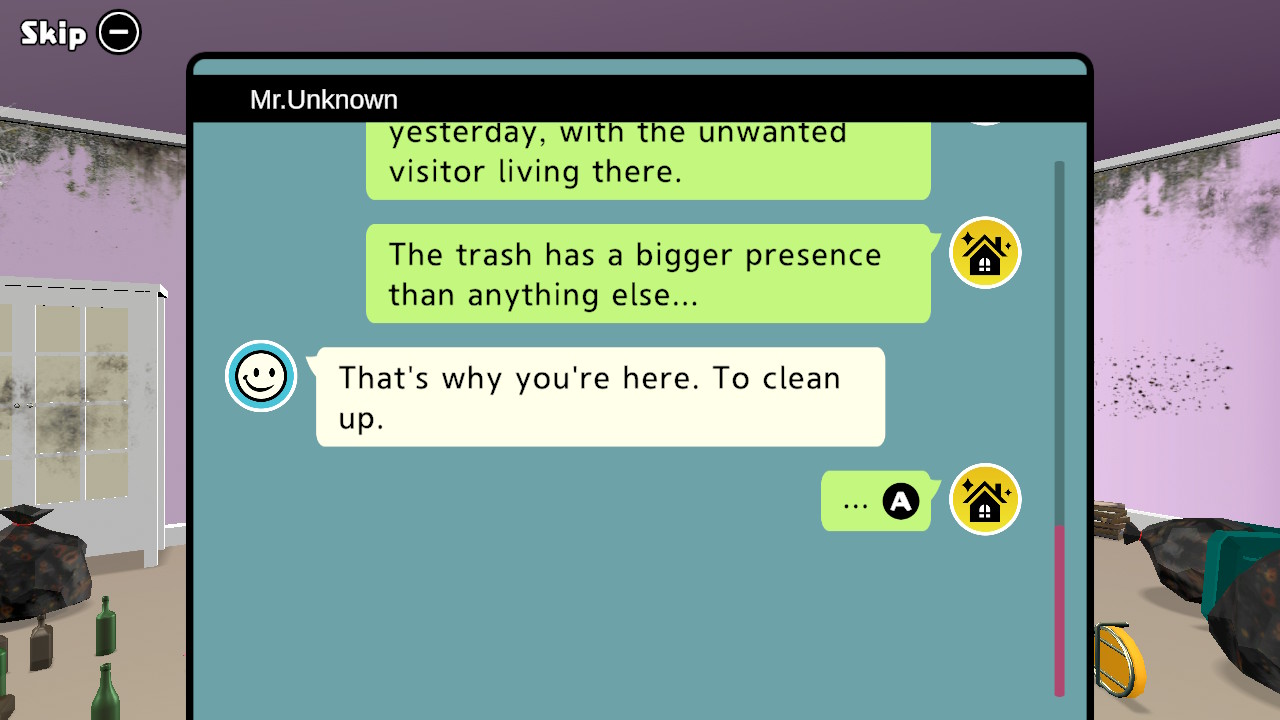 Skip
Mr.Unknown
yesterday, with the unwanted
visitor living there.
The trash has a bigger presence
than anything else...
That's why you're here. To clean
up.
... A